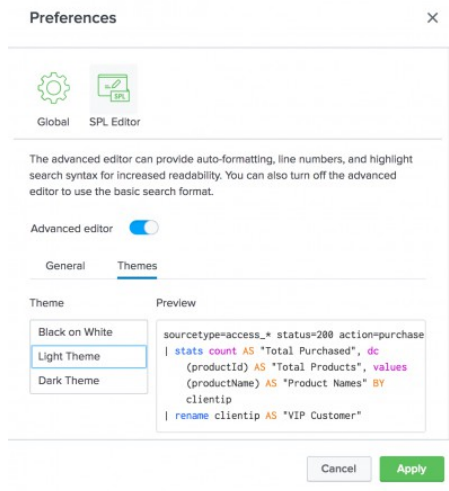 Preferences
SPL
Global SPL Editor
The advanced editor can provide auto-formatting, line numbers, and highlight
search syntax for increased readability. You can also turn off the advanced
editor to use the basic search format.
Advanced editor
General Themes
Theme Preview
Black on White
Light Theme
Dark Theme
sourcetype=access_* status=200 action=purchase
| stats count AS "Total Purchased", dc
(productId) AS "Total Products", values
(productName) AS "Product Names" BY
clientip
| rename clientip AS "VIP Customer"
Cancel Apply